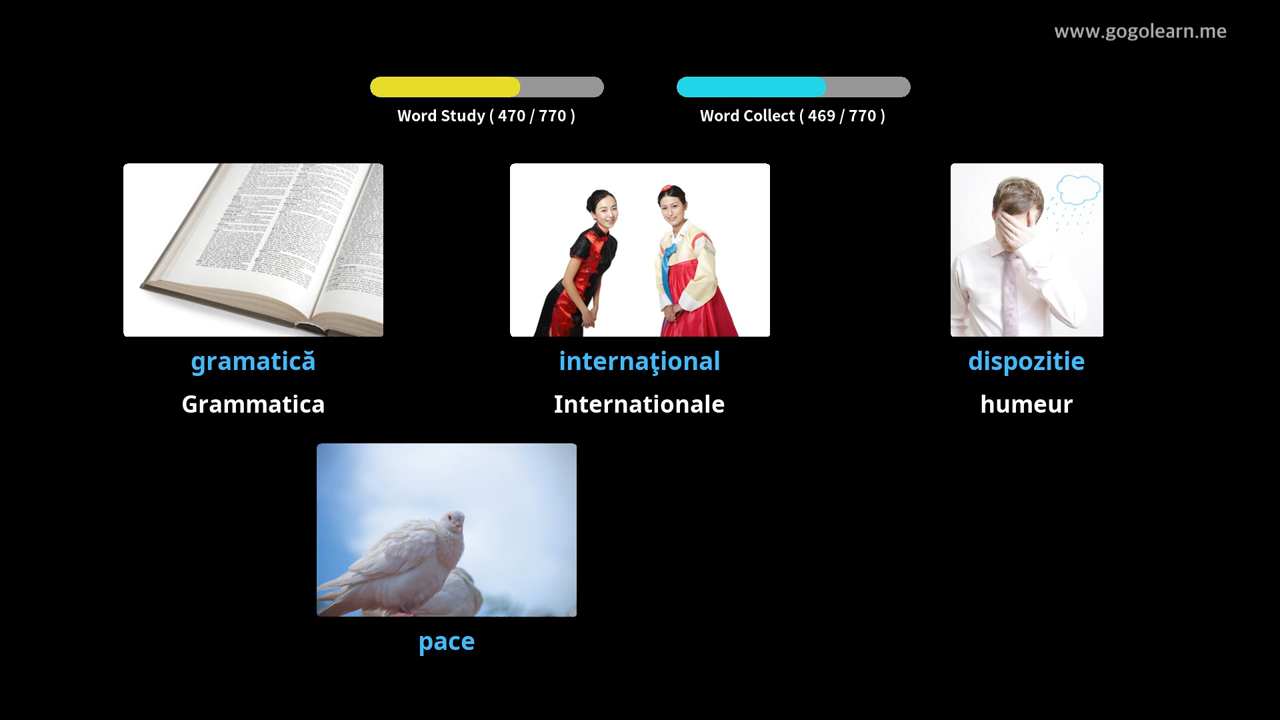 www.gogolearn.me
Word Study ( 470 / 770 )
Word Collect ( 469 / 770 )
gramatică
internaţional
dispozitie
Grammatica
Internationale
humeur
pace